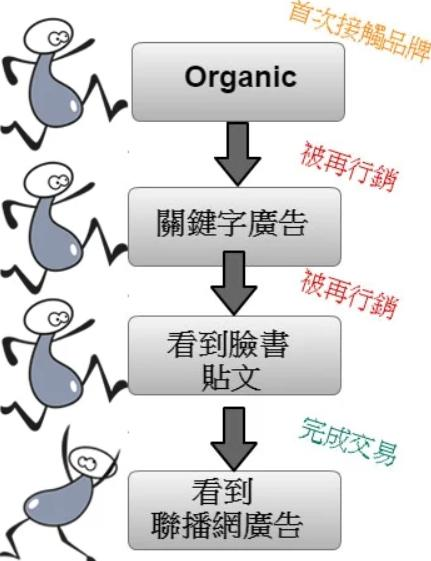 首次接觸品牌
Organic
被再行銷
關鍵字廣告
被再行銷
看到臉書
貼文
完成交易
看到
聯播網廣告